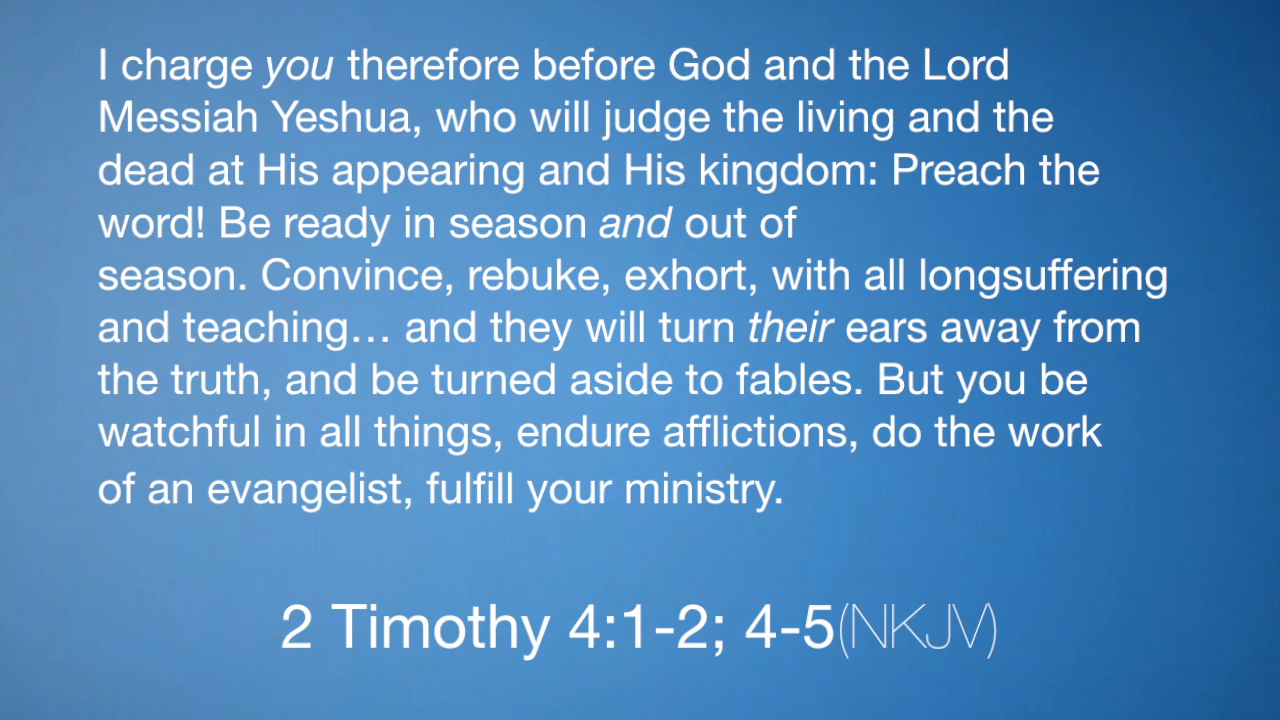 I charge you therefore before God and the Lord
Messiah Yeshua, who will judge the living and the
dead at His appearing and His kingdom: Preach the
word! Be ready in season and out of
season. Convince, rebuke, exhort, with all longsuffering
and teaching… and they will turn their ears away from
the truth, and be turned aside to fables. But you be
watchful in all things, endure afflictions, do the work
of an evangelist, fulfill your ministry.
2 Timothy 4:1-2; 4-5(NKJV)